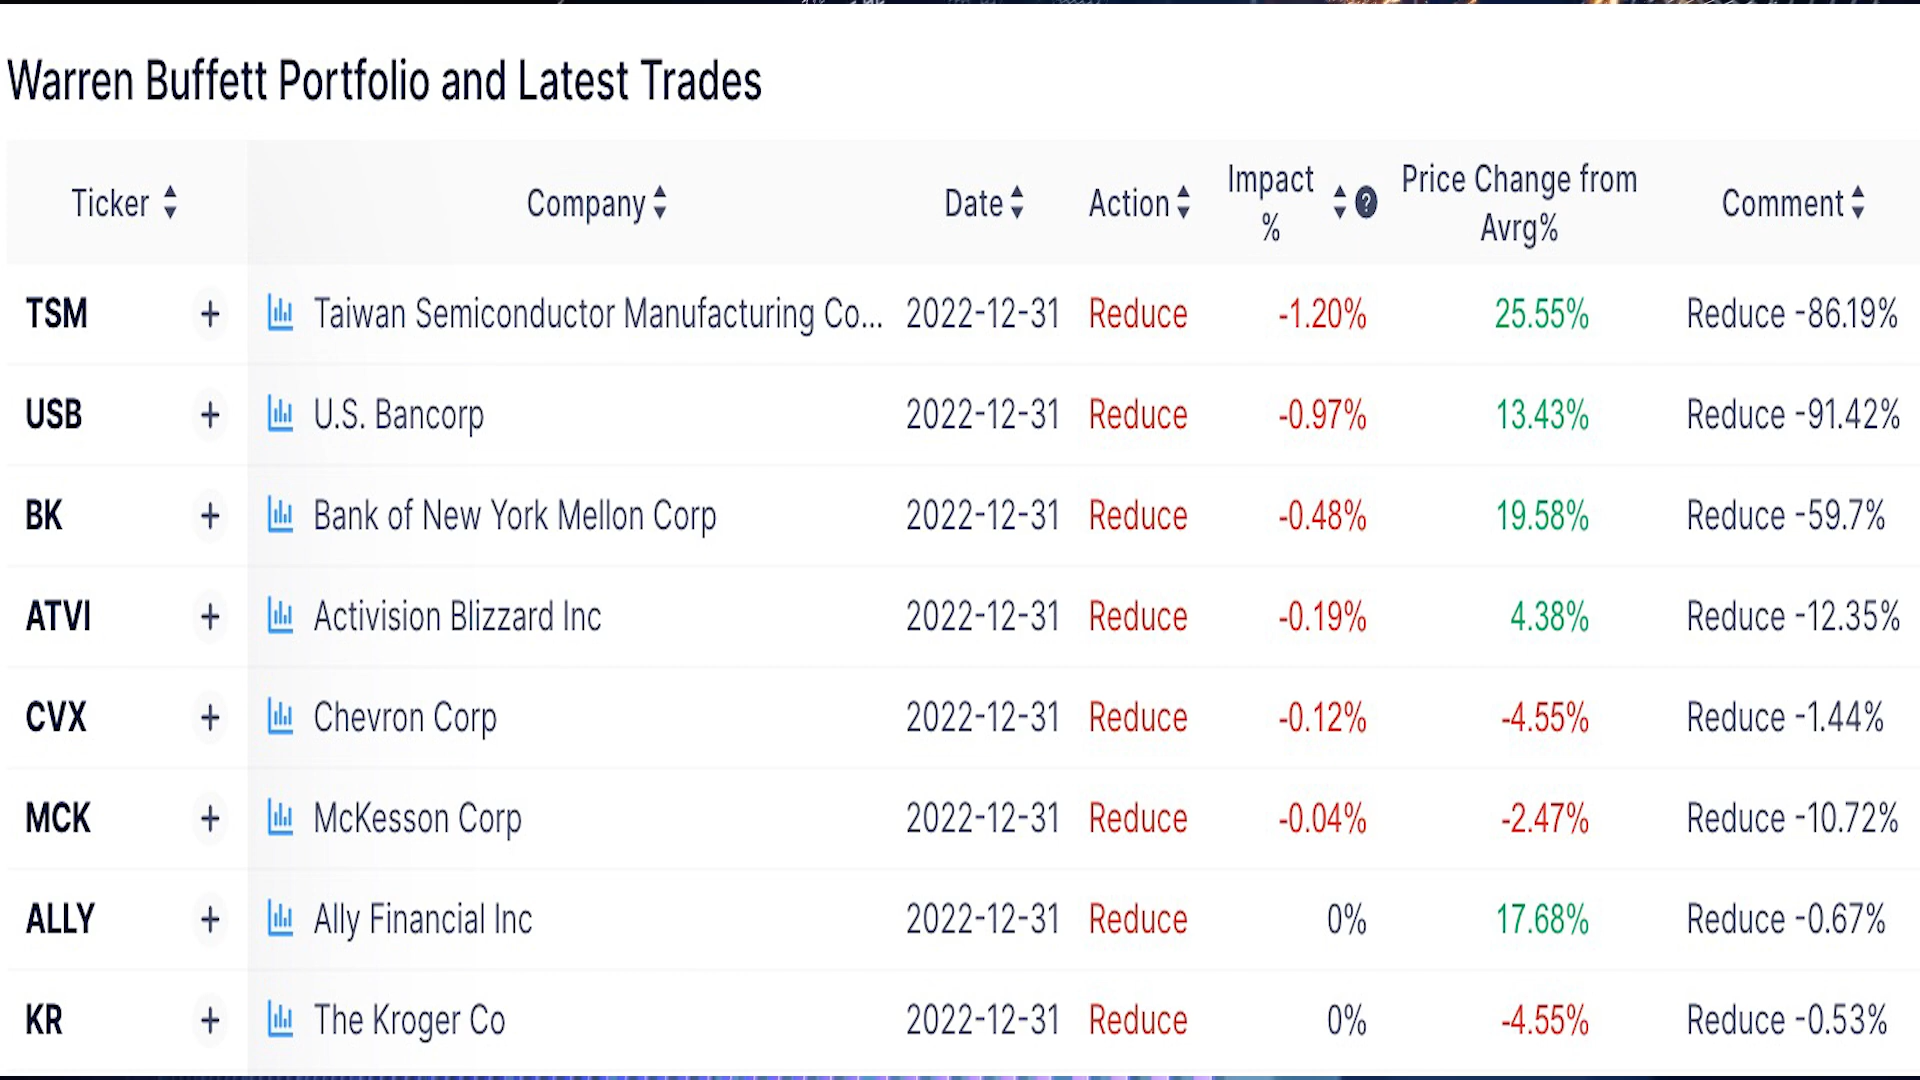 Warren Buffett Portfolio and Latest Trades
Ticker Company Date Action Impact % ? Price Change from Avrg% Comment
TSM + Taiwan Semiconductor Manufacturing Co... 2022-12-31 Reduce -1.20% 25.55% Reduce -86.19%
USB + U.S. Bancorp 2022-12-31 Reduce -0.97% 13.43% Reduce -91.42%
BK + Bank of New York Mellon Corp 2022-12-31 Reduce -0.48% 19.58% Reduce -59.7%
ATVI + Activision Blizzard Inc 2022-12-31 Reduce -0.19% 4.38% Reduce -12.35%
CVX + Chevron Corp 2022-12-31 Reduce -0.12% -4.55% Reduce -1.44%
MCK + McKesson Corp 2022-12-31 Reduce -0.04% -2.47% Reduce -10.72%
ALLY + Ally Financial Inc 2022-12-31 Reduce 0% 17.68% Reduce -0.67%
KR + The Kroger Co 2022-12-31 Reduce 0% -4.55% Reduce -0.53%